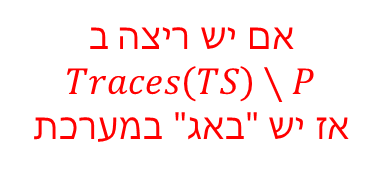 אם יש ריצה ב
Traces(TS) \ P
אז יש "באג" במערכת